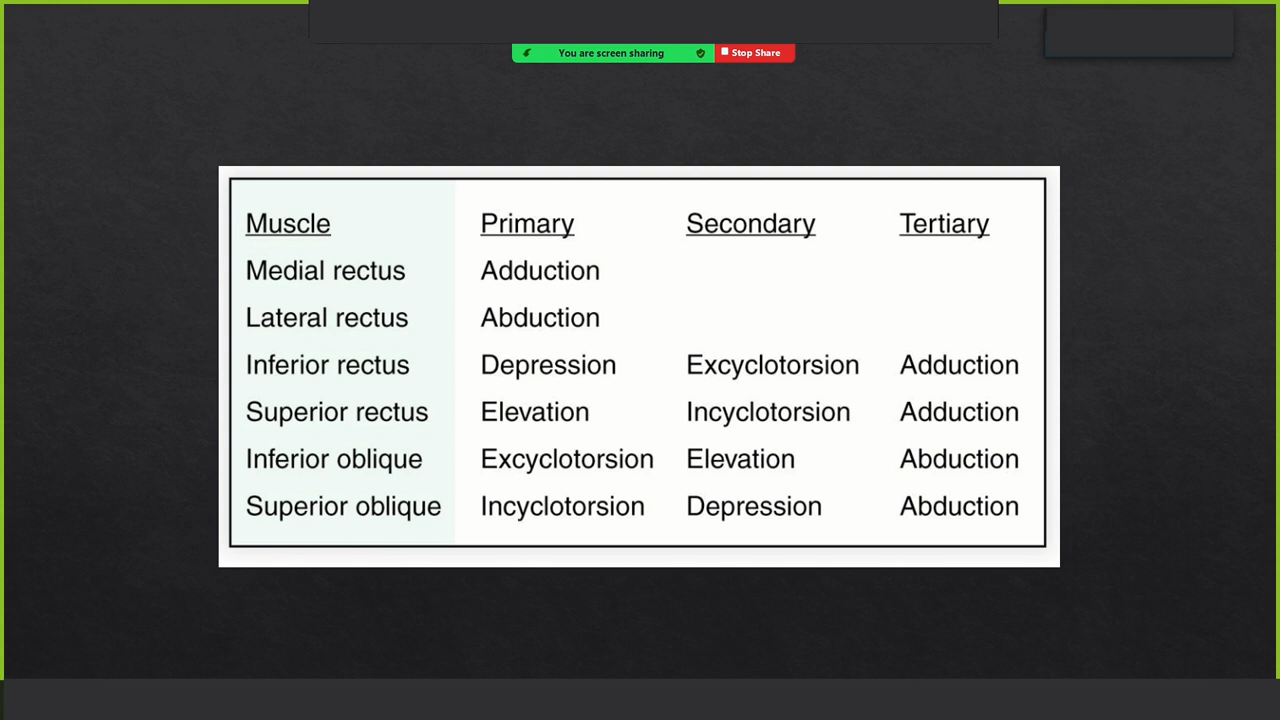 You are screen sharing Stop Share
Muscle Primary Secondary Tertiary
Medial rectus Adduction
Lateral rectus Abduction
Inferior rectus Depression Excyclotorsion Adduction
Superior rectus Elevation Incyclotorsion Adduction
Inferior oblique Excyclotorsion Elevation Abduction
Superior oblique Incyclotorsion Depression Abduction